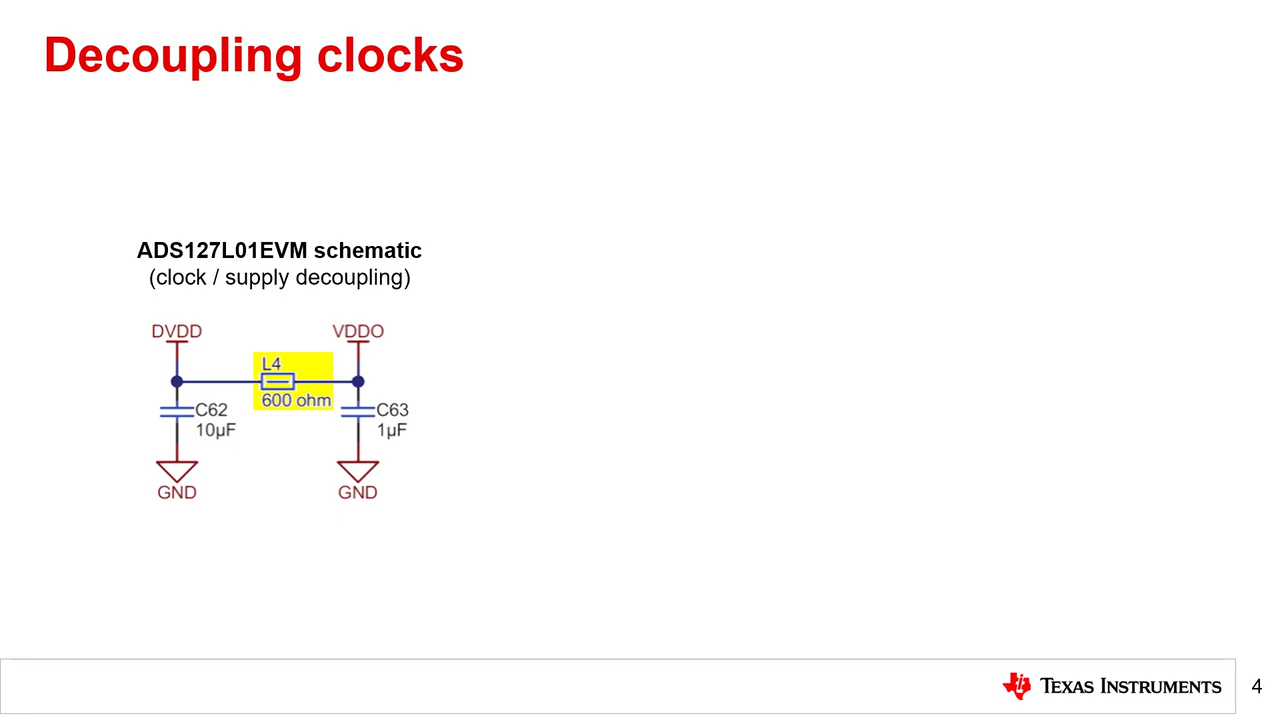 Decoupling clocks
ADS127L01EVM schematic
(clock / supply decoupling)
DVDD
VDDO
L4
600 ohm
C62
10µF
C63
1µF
GND
GND
TEXAS INSTRUMENTS
4